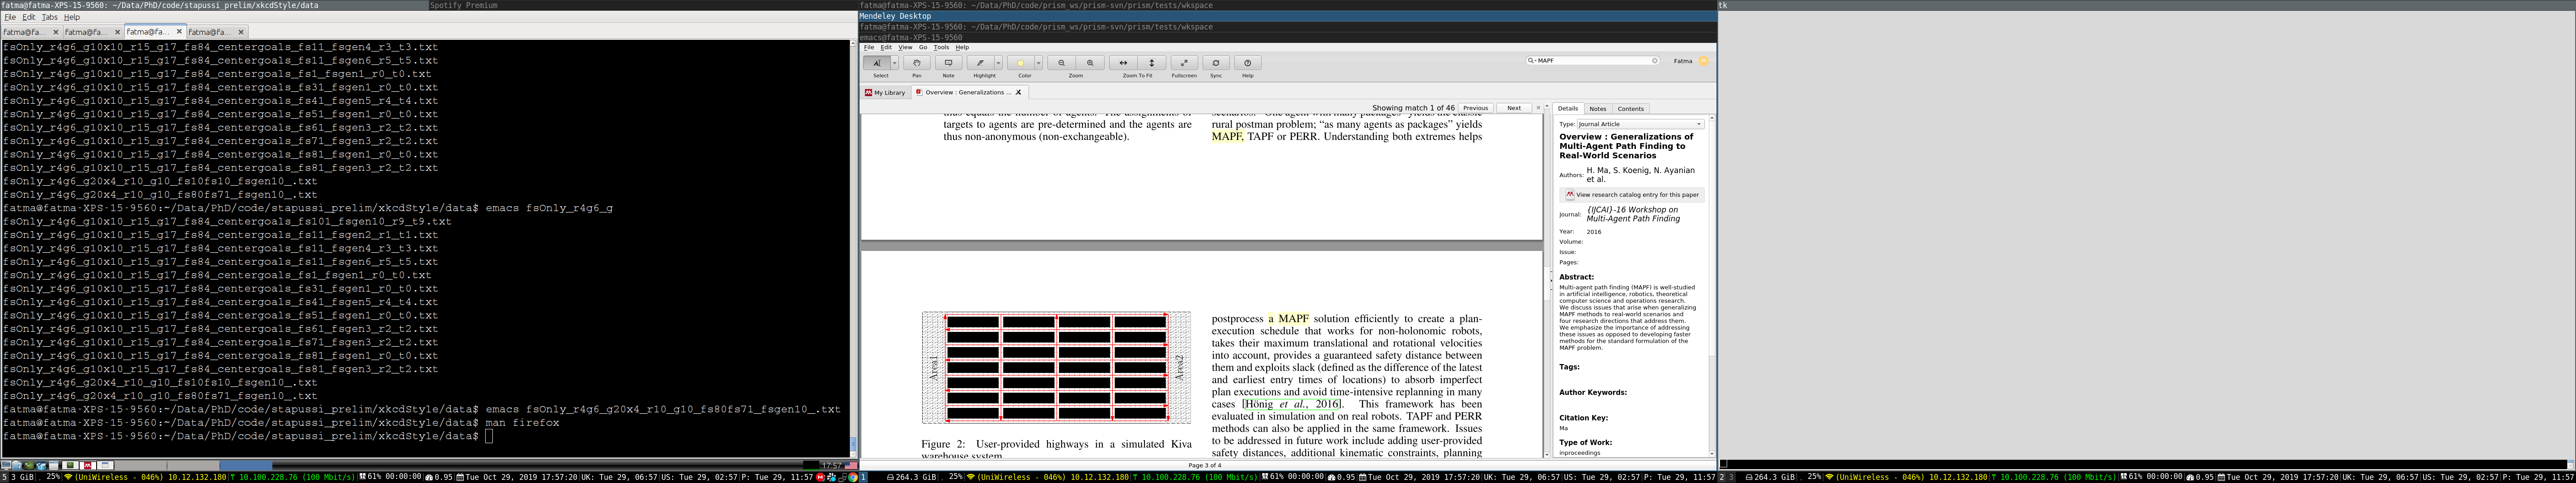 fatma@fatma-XPS-15-9560: ~/Data/PhD/code/stapussi_prelim/xkcdStyle/data
Spotify Premium
File Edit Tabs Help
fatma@fa... fatma@fa... fatma@fa... fatma@fa...
fsOnly_r4g6_g10x10_r15_g17_fs84_centergoals_fs11_fsgen4_r3_t3.txt
fsOnly_r4g6_g10x10_r15_g17_fs84_centergoals_fs11_fsgen6_r5_t5.txt
fsOnly_r4g6_g10x10_r15_g17_fs84_centergoals_fs1_fsgen1_r0_t0.txt
fsOnly_r4g6_g10x10_r15_g17_fs84_centergoals_fs31_fsgen1_r0_t0.txt
fsOnly_r4g6_g10x10_r15_g17_fs84_centergoals_fs41_fsgen5_r4_t4.txt
fsOnly_r4g6_g10x10_r15_g17_fs84_centergoals_fs51_fsgen1_r0_t0.txt
fsOnly_r4g6_g10x10_r15_g17_fs84_centergoals_fs61_fsgen3_r2_t2.txt
fsOnly_r4g6_g10x10_r15_g17_fs84_centergoals_fs71_fsgen3_r2_t2.txt
fsOnly_r4g6_g10x10_r15_g17_fs84_centergoals_fs81_fsgen1_r0_t0.txt
fsOnly_r4g6_g10x10_r15_g17_fs84_centergoals_fs81_fsgen3_r2_t2.txt
fsOnly_r4g6_g20x4_r10_g10_fs10fs10_fsgen10_.txt
fsOnly_r4g6_g20x4_r10_g10_fs80fs71_fsgen10_.txt
fatma@fatma-XPS-15-9560:~/Data/PhD/code/stapussi_prelim/xkcdStyle/data$ emacs fsOnly_r4g6_g
fsOnly_r4g6_g10x10_r15_g17_fs84_centergoals_fs101_fsgen10_r9_t9.txt
fsOnly_r4g6_g10x10_r15_g17_fs84_centergoals_fs11_fsgen2_r1_t1.txt
fsOnly_r4g6_g10x10_r15_g17_fs84_centergoals_fs11_fsgen4_r3_t3.txt
fsOnly_r4g6_g10x10_r15_g17_fs84_centergoals_fs11_fsgen6_r5_t5.txt
fsOnly_r4g6_g10x10_r15_g17_fs84_centergoals_fs1_fsgen1_r0_t0.txt
fsOnly_r4g6_g10x10_r15_g17_fs84_centergoals_fs31_fsgen1_r0_t0.txt
fsOnly_r4g6_g10x10_r15_g17_fs84_centergoals_fs41_fsgen5_r4_t4.txt
fsOnly_r4g6_g10x10_r15_g17_fs84_centergoals_fs51_fsgen1_r0_t0.txt
fsOnly_r4g6_g10x10_r15_g17_fs84_centergoals_fs61_fsgen3_r2_t2.txt
fsOnly_r4g6_g10x10_r15_g17_fs84_centergoals_fs71_fsgen3_r2_t2.txt
fsOnly_r4g6_g10x10_r15_g17_fs84_centergoals_fs81_fsgen1_r0_t0.txt
fsOnly_r4g6_g10x10_r15_g17_fs84_centergoals_fs81_fsgen3_r2_t2.txt
fsOnly_r4g6_g20x4_r10_g10_fs10fs10_fsgen10_.txt
fsOnly_r4g6_g20x4_r10_g10_fs80fs71_fsgen10_.txt
fatma@fatma-XPS-15-9560:~/Data/PhD/code/stapussi_prelim/xkcdStyle/data$ emacs fsOnly_r4g6_g20x4_r10_g10_fs80fs71_fsgen10_.txt
fatma@fatma-XPS-15-9560:~/Data/PhD/code/stapussi_prelim/xkcdStyle/data$ man firefox
fatma@fatma-XPS-15-9560:~/Data/PhD/code/stapussi_prelim/xkcdStyle/data$
17:57
5 3 GiB 25% (UniWireless - 046%) 10.12.132.180 10.100.228.76 (100 Mbit/s) 61% 00:00:00 0.95 Tue Oct 29, 2019 17:57:20 UK: Tue 29, 06:57 US: Tue 29, 02:57 P: Tue 29, 11:57
fatma@fatma-XPS-15-9560: ~/Data/PhD/code/prism_ws/prism-svn/prism/tests/wkspace
Mendeley Desktop
fatma@fatma-XPS-15-9560: ~/Data/PhD/code/prism_ws/prism-svn/prism/tests/wkspace
emacs@fatma-XPS-15-9560
File Edit View Go Tools Help
Select Pan Note Highlight Color Zoom Zoom To Fit Fullscreen Sync Help
MAPF
Fatma
My Library
Overview : Generalizations ...
Showing match 1 of 46 Previous Next
targets to agents are pre-determined and the agents are
thus non-anonymous (non-exchangeable).
rural postman problem; “as many agents as packages” yields
MAPF, TAPF or PERR. Understanding both extremes helps
Area1
Area2
Figure 2: User-provided highways in a simulated Kiva
warehouse system.
postprocess a MAPF solution efficiently to create a plan-
execution schedule that works for non-holonomic robots,
takes their maximum translational and rotational velocities
into account, provides a guaranteed safety distance between
them and exploits slack (defined as the difference of the latest
and earliest entry times of locations) to absorb imperfect
plan executions and avoid time-intensive replanning in many
cases [Hönig et al., 2016]. This framework has been
evaluated in simulation and on real robots. TAPF and PERR
methods can also be applied in the same framework. Issues
to be addressed in future work include adding user-provided
safety distances, additional kinematic constraints, planning
Page 3 of 4
Details Notes Contents
Type: Journal Article
Overview : Generalizations of
Multi-Agent Path Finding to
Real-World Scenarios
Authors: H. Ma, S. Koenig, N. Ayanian
et al.
View research catalog entry for this paper
Journal: {IJCAI}-16 Workshop on
Multi-Agent Path Finding
Year: 2016
Volume:
Issue:
Pages:
Abstract:
Multi-agent path finding (MAPF) is well-studied
in artificial intelligence, robotics, theoretical
computer science and operations research.
We discuss issues that arise when generalizing
MAPF methods to real-world scenarios and
four research directions that address them.
We emphasize the importance of addressing
these issues as opposed to developing faster
methods for the standard formulation of the
MAPF problem.
Tags:
Author Keywords:
Citation Key:
Ma
Type of Work:
inproceedings
1 264.3 GiB 25% (UniWireless - 046%) 10.12.132.180 10.100.228.76 (100 Mbit/s) 61% 00:00:00 0.95 Tue Oct 29, 2019 17:57:20 UK: Tue 29, 06:57 US: Tue 29, 02:57 P: Tue 29, 11:57
tk
2 3 264.3 GiB 25% (UniWireless - 046%) 10.12.132.180 10.100.228.76 (100 Mbit/s) 61% 00:00:00 0.95 Tue Oct 29, 2019 17:57:20 UK: Tue 29, 06:57 US: Tue 29, 02:57 P: Tue 29, 11:57